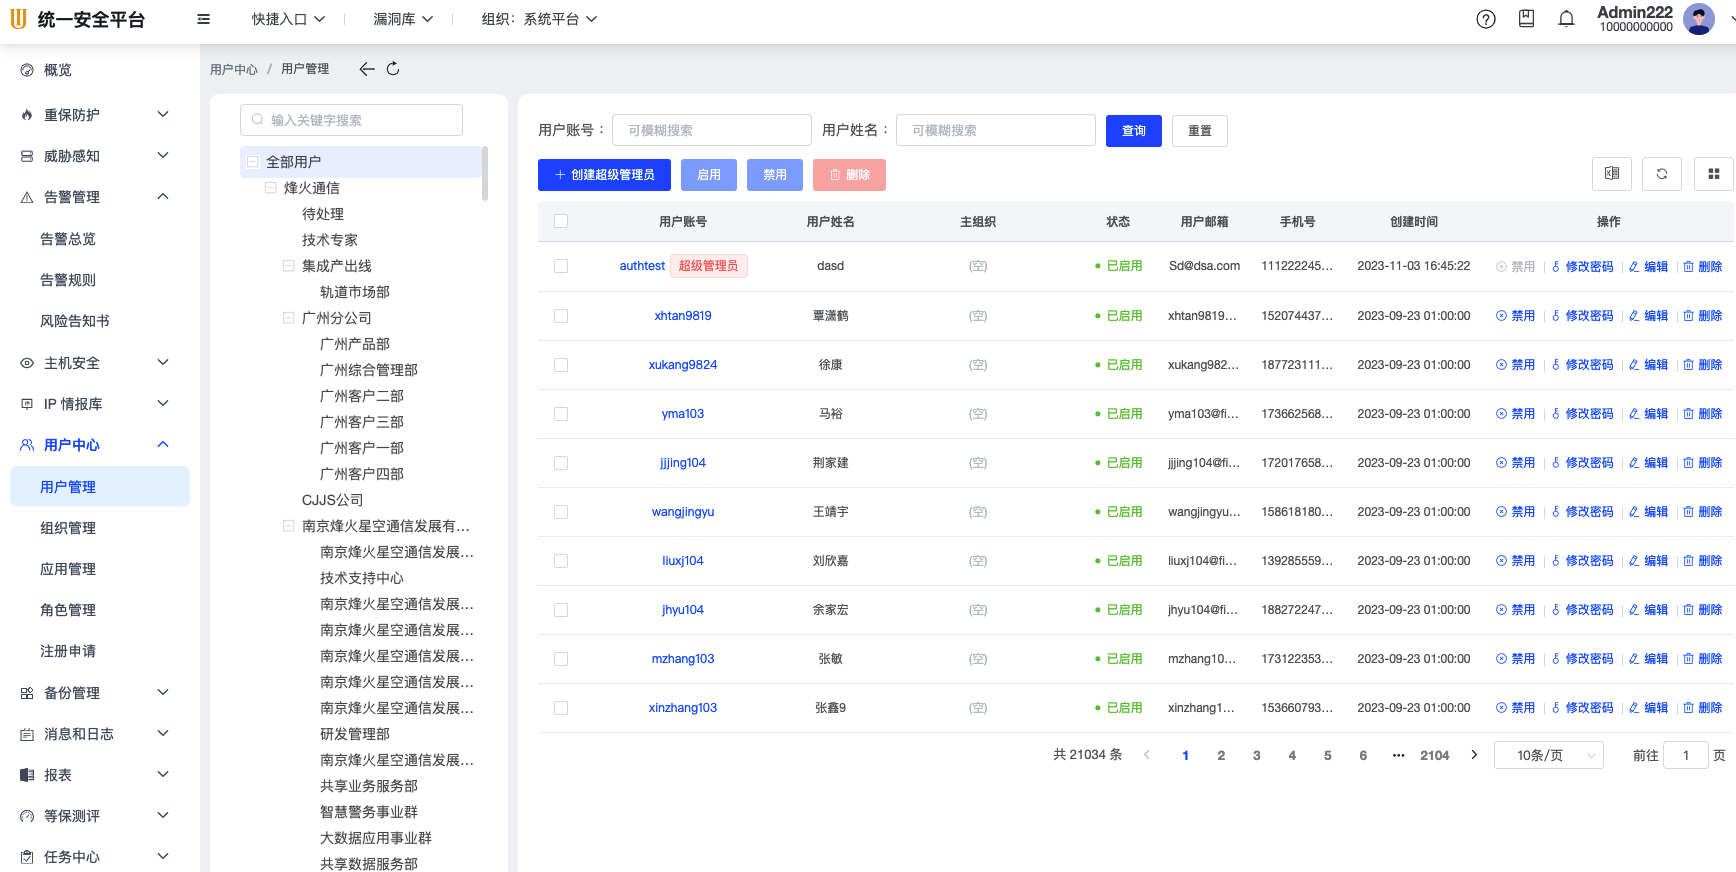 统一安全平台
快捷入口
漏洞库
组织：系统平台
Admin222
10000000000
概览
重保防护
威胁感知
告警管理
告警总览
告警规则
风险告知书
主机安全
IP 情报库
用户中心
用户管理
组织管理
应用管理
角色管理
注册申请
备份管理
消息和日志
报表
等保测评
任务中心
用户中心 / 用户管理
输入关键字搜索
全部用户
烽火通信
待处理
技术专家
集成产出线
轨道市场部
广州分公司
广州产品部
广州综合管理部
广州客户二部
广州客户三部
广州客户一部
广州客户四部
CJJS公司
南京烽火星空通信发展有...
南京烽火星空通信发展...
技术支持中心
南京烽火星空通信发展...
南京烽火星空通信发展...
南京烽火星空通信发展...
南京烽火星空通信发展...
南京烽火星空通信发展...
研发管理部
南京烽火星空通信发展...
共享业务服务部
智慧警务事业群
大数据应用事业群
共享数据服务部
用户账号： 可模糊搜索 用户姓名： 可模糊搜索 查询 重置
创建超级管理员 启用 禁用 删除
用户账号 用户姓名 主组织 状态 用户邮箱 手机号 创建时间 操作
authtest 超级管理员 dasd (空) 已启用 Sd@dsa.com 111222245... 2023-11-03 16:45:22 禁用 修改密码 编辑 删除
xhtan9819 覃潇鹤 (空) 已启用 xhtan9819... 152074437... 2023-09-23 01:00:00 禁用 修改密码 编辑 删除
xukang9824 徐康 (空) 已启用 xukang982... 187723111... 2023-09-23 01:00:00 禁用 修改密码 编辑 删除
yma103 马裕 (空) 已启用 yma103@fi... 173662568... 2023-09-23 01:00:00 禁用 修改密码 编辑 删除
jjjing104 荆家建 (空) 已启用 jjjing104@fi... 172017658... 2023-09-23 01:00:00 禁用 修改密码 编辑 删除
wangjingyu 王靖宇 (空) 已启用 wangjingyu... 158618180... 2023-09-23 01:00:00 禁用 修改密码 编辑 删除
liuxj104 刘欣嘉 (空) 已启用 liuxj104@fi... 139285559... 2023-09-23 01:00:00 禁用 修改密码 编辑 删除
jhyu104 余家宏 (空) 已启用 jhyu104@fi... 188272247... 2023-09-23 01:00:00 禁用 修改密码 编辑 删除
mzhang103 张敏 (空) 已启用 mzhang10... 173122353... 2023-09-23 01:00:00 禁用 修改密码 编辑 删除
xinzhang103 张鑫9 (空) 已启用 xinzhang1... 153660793... 2023-09-23 01:00:00 禁用 修改密码 编辑 删除
共 21034 条 1 2 3 4 5 6 ••• 2104 10条/页 前往 1 页